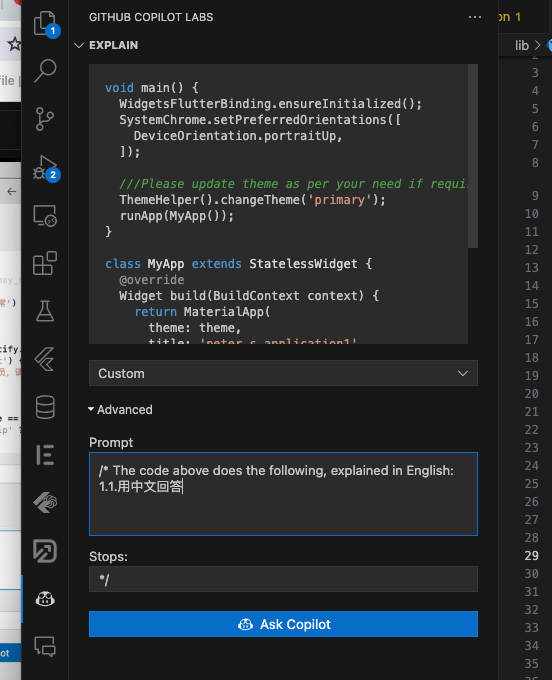 GITHUB COPILOT LABS
EXPLAIN
void main() {
WidgetsFlutterBinding.ensureInitialized();
SystemChrome.setPreferredOrientations([
DeviceOrientation.portraitUp,
]);
///Please update theme as per your need if requi
ThemeHelper().changeTheme('primary');
runApp(MyApp());
}
class MyApp extends StatelessWidget {
@override
Widget build(BuildContext context) {
return MaterialApp(
theme: theme,
title: 'peter_s_application1'
Custom
Advanced
Prompt
/* The code above does the following, explained in English:
1.1.用中文回答
Stops:
*/
Ask Copilot
1
2
on 1
lib >
3
4
5
6
7
8
9
10
11
12
13
14
15
16
17
18
19
20
21
22
23
24
25
26
27
28
29
30
31
32
33
34
35